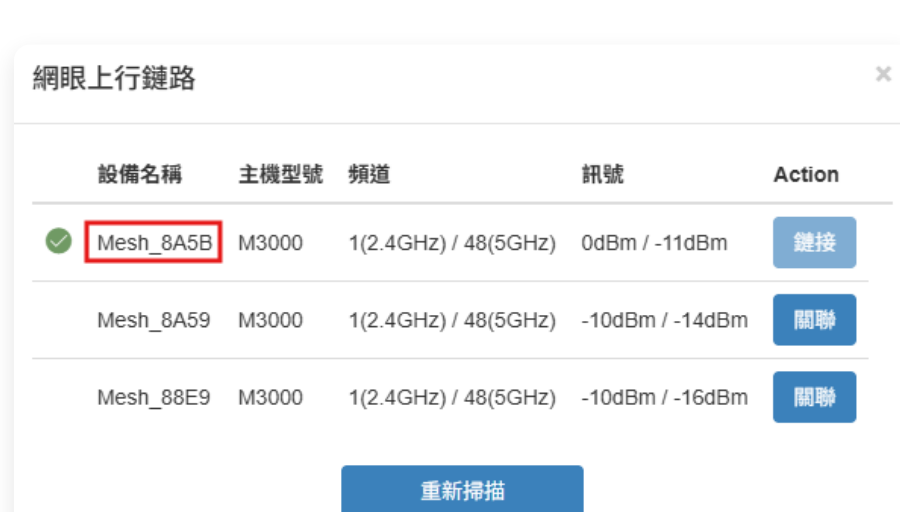 網眼上行鏈路
×
設備名稱 主機型號 頻道 訊號 Action
Mesh_8A5B M3000 1(2.4GHz) / 48(5GHz) 0dBm / -11dBm 鏈接
Mesh_8A59 M3000 1(2.4GHz) / 48(5GHz) -10dBm / -14dBm 關聯
Mesh_88E9 M3000 1(2.4GHz) / 48(5GHz) -10dBm / -16dBm 關聯
重新掃描